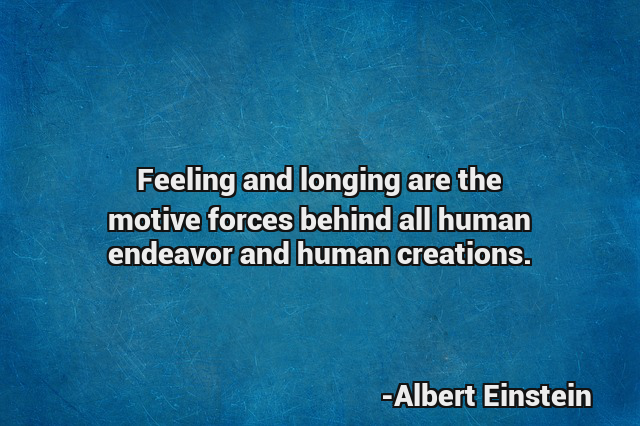 Feeling and longing are the
motive forces behind all human
endeavor and human creations.
-Albert Einstein